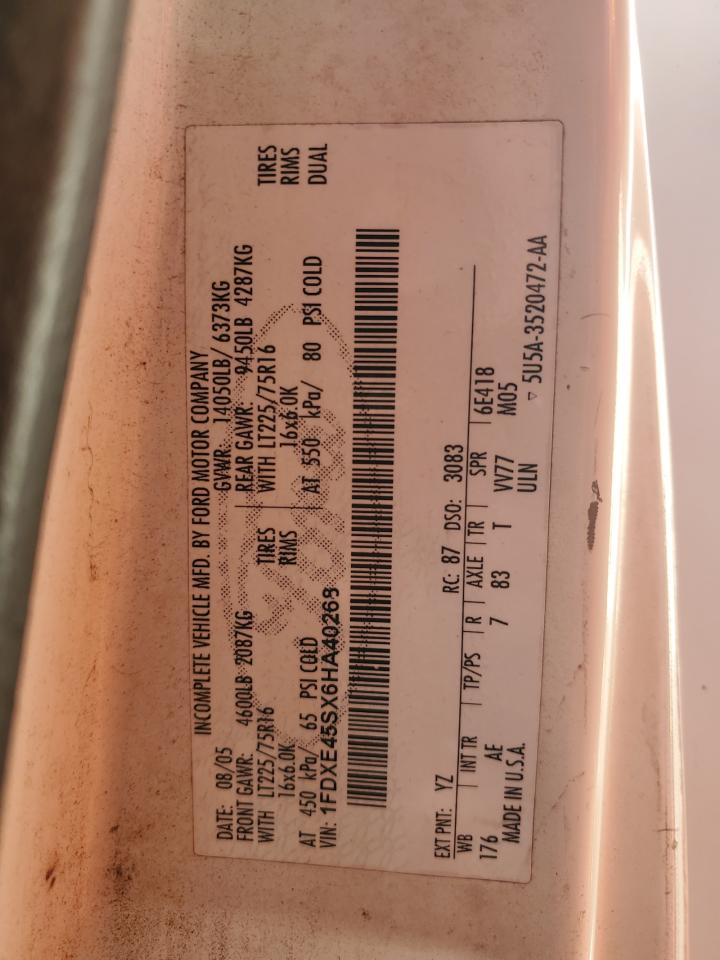 INCOMPLETE VEHICLE MFD. BY FORD MOTOR COMPANY
DATE: 08/05 GVWR: 14050LB/ 6373KG
FRONT GAWR: 4600LB 2087KG REAR GAWR: 9450LB 4287KG
WITH LT225/75R16 TIRES WITH LT225/75R16 TIRES
16x6.0K RIMS 16x6.0K RIMS
AT 450 kPa/ 65 PSI COLD AT 550 kPa/ 80 PSI COLD DUAL
VIN: 1FDXE45SX6HA40268
EXT PNT: YZ RC: 87 DSO: 3083
WB INT TR TP/PS R AXLE TR SPR
176 AE 7 83 T VV77 6E418
MADE IN U.S.A. ULN M05
▽ 5U5A-3520472-AA